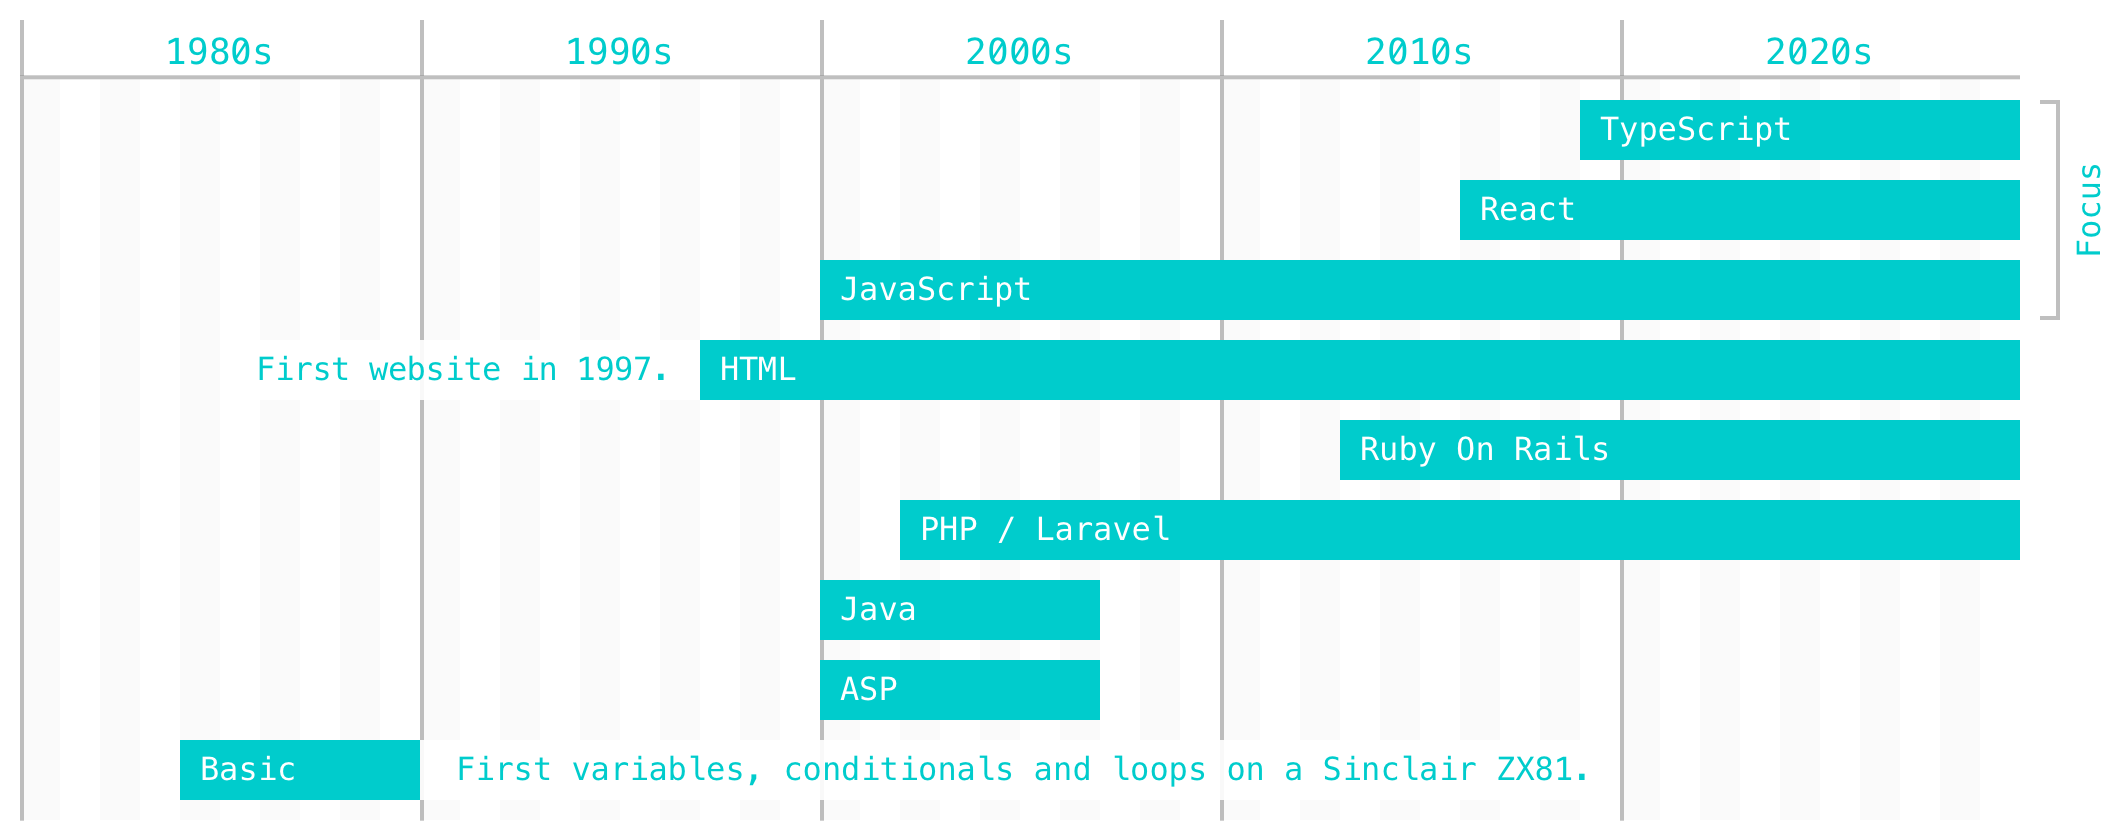 1980s 1990s 2000s 2010s 2020s
TypeScript
React
Focus
JavaScript
First website in 1997. HTML
Ruby On Rails
PHP / Laravel
Java
ASP
Basic First variables, conditionals and loops on a Sinclair ZX81.